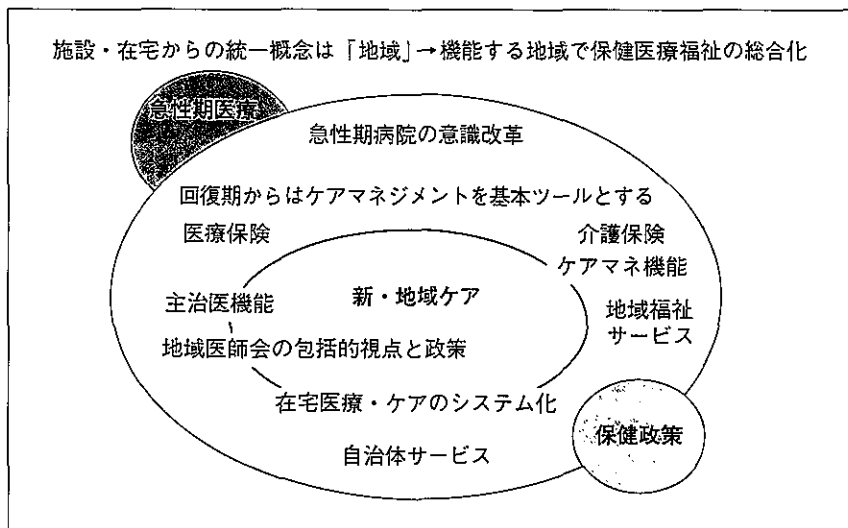 施設・在宅からの統一概念は「地域」→機能する地域で保健医療福祉の総合化
急性期医療
急性期病院の意識改革
回復期からはケアマネジメントを基本ツールとする
医療保険
介護保険
ケアマネ機能
主治医機能
新・地域ケア
地域福祉
サービス
地域医師会の包括的視点と政策
在宅医療・ケアのシステム化
保健政策
自治体サービス